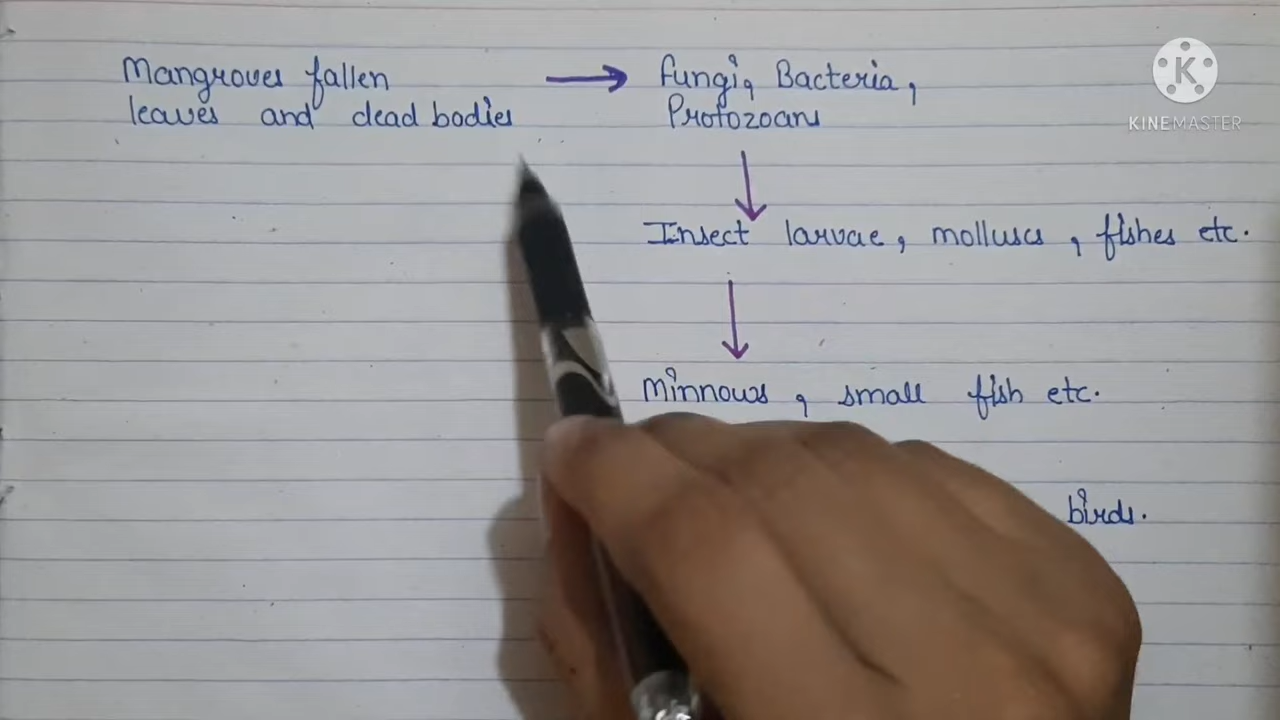 Mangroves fallen
leaves and dead bodies
Fungi, Bacteria,
Protozoans
Insect larvae, molluscs, fishes etc.
Minnows, small fish etc.
birds.
K
KINEMASTER